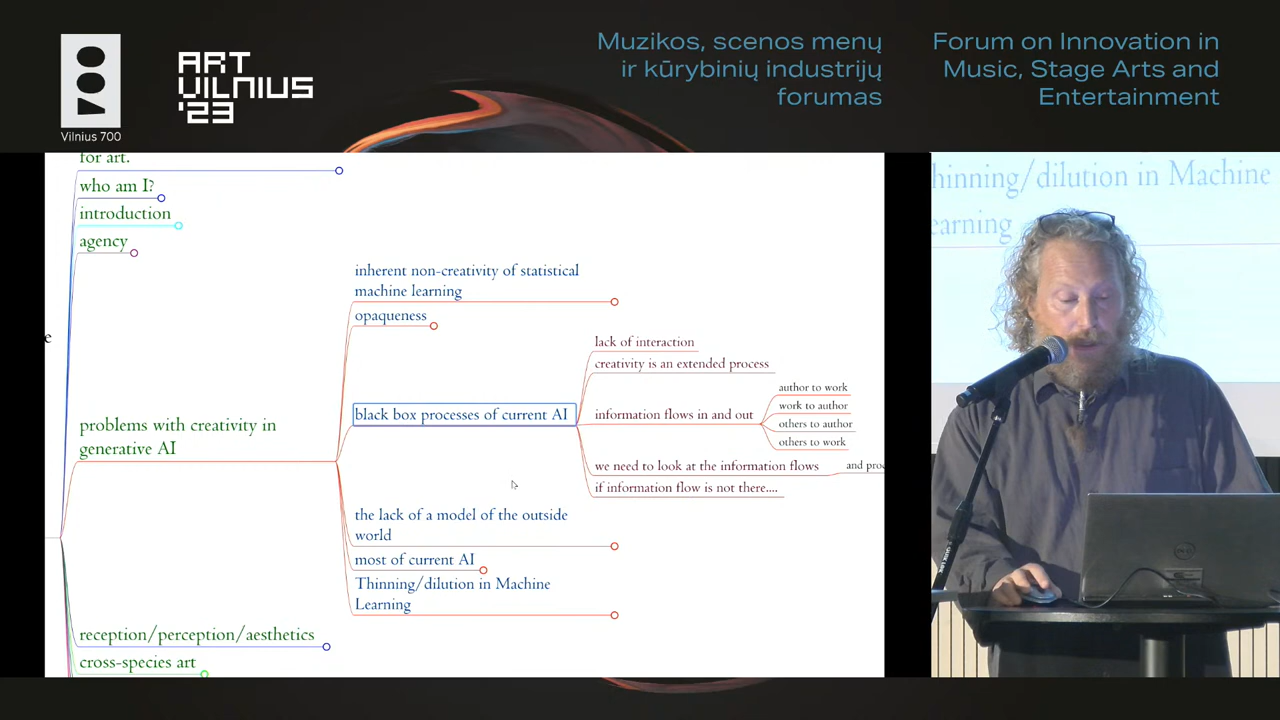 Vilnius 700
ART
VILNIUS
'23
Muzikos, scenos menų
ir kūrybinių industrijų
forumas
Forum on Innovation in
Music, Stage Arts and
Entertainment
for art.
who am I?
introduction
agency
e
problems with creativity in
generative AI
reception/perception/aesthetics
cross-species art
inherent non-creativity of statistical
machine learning
opaqueness
black box processes of current AI
the lack of a model of the outside
world
most of current AI
Thinning/dilution in Machine
Learning
lack of interaction
creativity is an extended process
information flows in and out
author to work
work to author
others to author
others to work
we need to look at the information flows
and proc
if information flow is not there....
hinning/dilution in Machine
earning
DELL